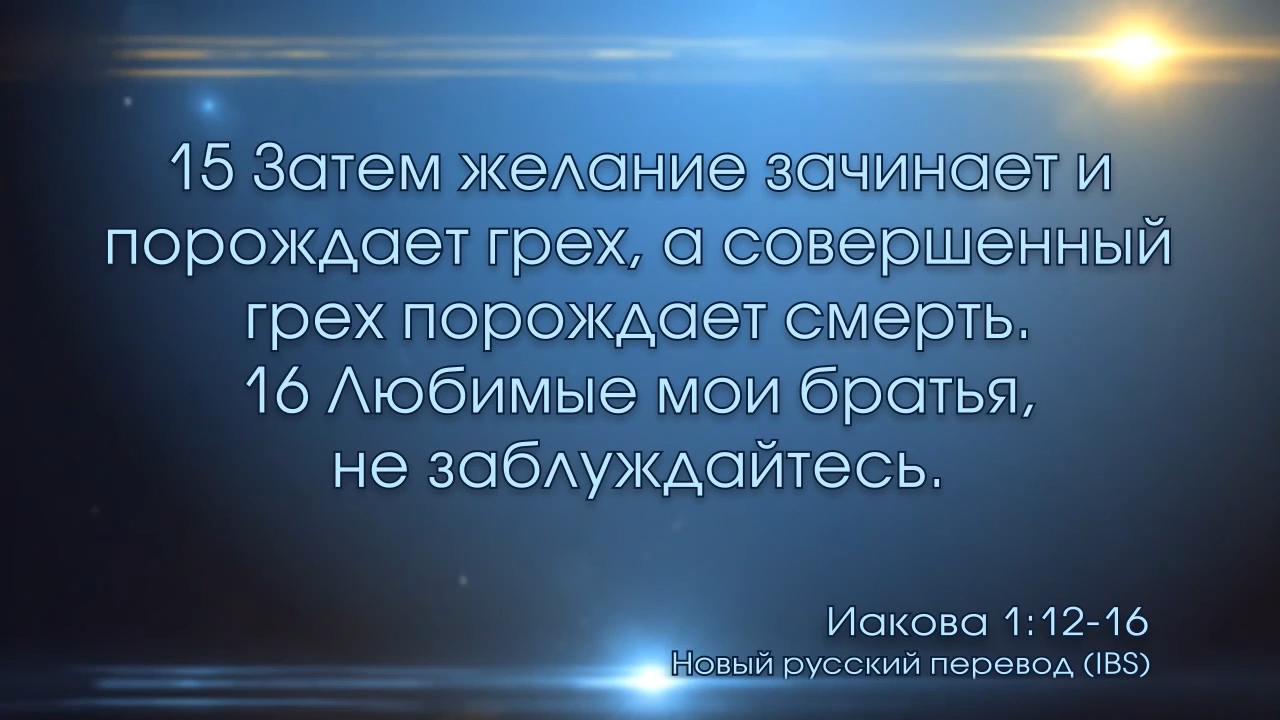 15 Затем желание зачинает и
порождает грех, а совершенный
грех порождает смерть.
16 Любимые мои братья,
не заблуждайтесь.
Иакова 1:12-16
Новый русский перевод (IBS)